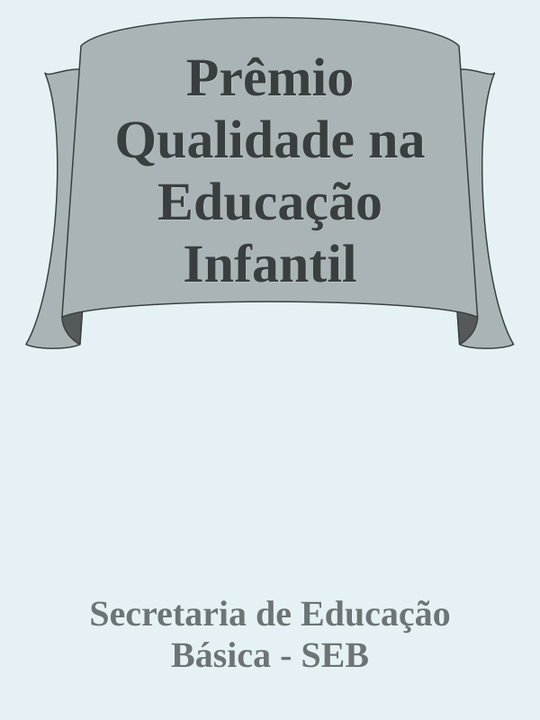 Prêmio
Qualidade na
Educação
Infantil
Secretaria de Educação
Básica - SEB